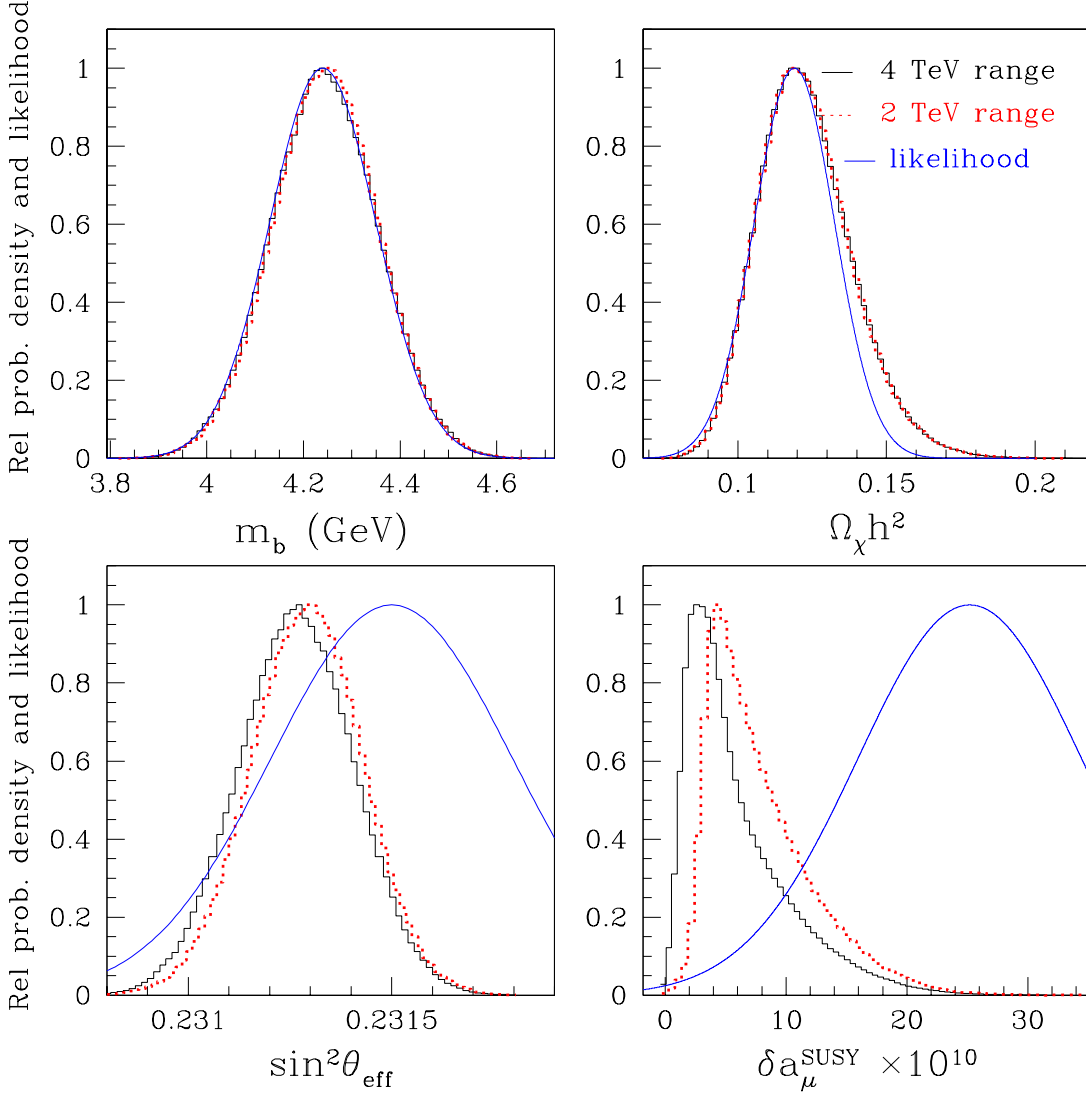 Rel prob. density and likelihood
1
0.8
0.6
0.4
0.2
0
3.8 4 4.2 4.4 4.6
m_b (GeV)
1
0.8
0.6
0.4
0.2
0
4 TeV range
2 TeV range
likelihood
0.1 0.15 0.2
Ω_χh²
Rel prob. density and likelihood
1
0.8
0.6
0.4
0.2
0
0.231 0.2315
sin²θ_eff
1
0.8
0.6
0.4
0.2
0
0 10 20 30
δa_μ^SUSY ×10¹⁰